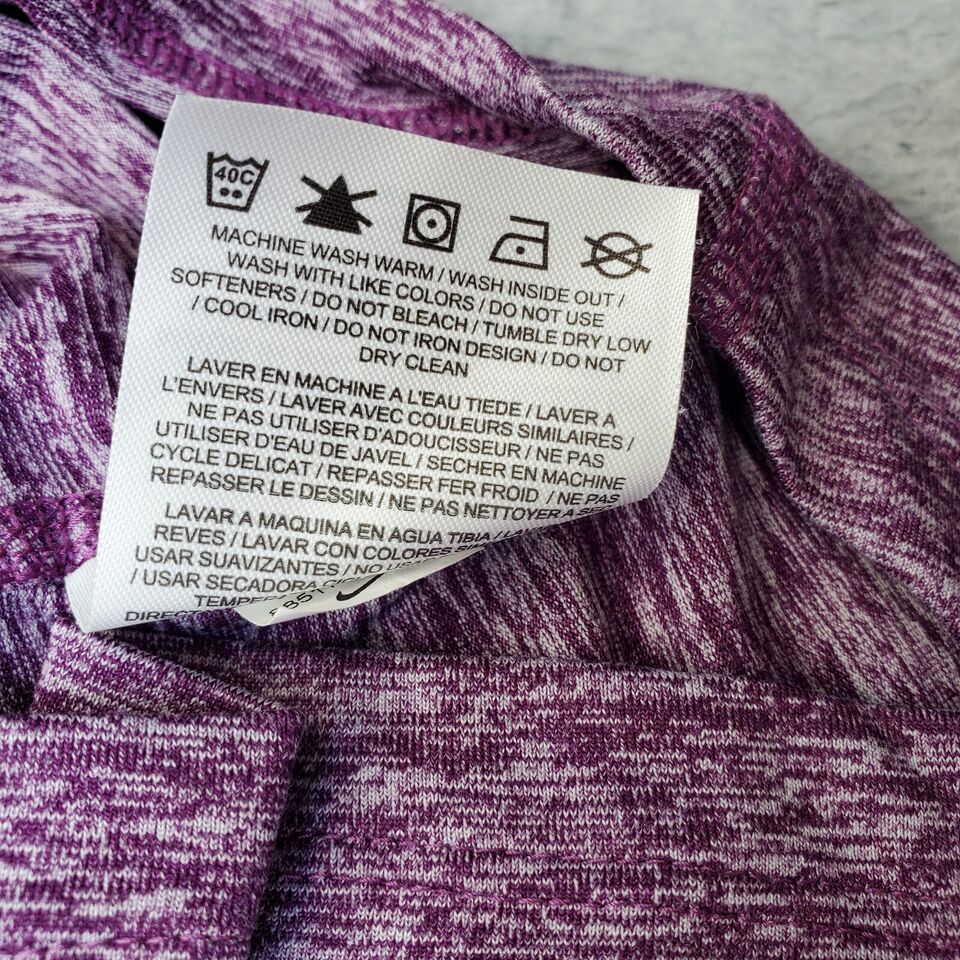 40C
MACHINE WASH WARM / WASH INSIDE OUT /
WASH WITH LIKE COLORS / DO NOT USE
SOFTENERS / DO NOT BLEACH / TUMBLE DRY LOW
/ COOL IRON / DO NOT IRON DESIGN / DO NOT
DRY CLEAN
LAVER EN MACHINE A L'EAU TIEDE / LAVER A
L'ENVERS / LAVER AVEC COULEURS SIMILAIRES /
NE PAS UTILISER D'ADOUCISSEUR / NE PAS
UTILISER D'EAU DE JAVEL / SECHER EN MACHINE
CYCLE DELICAT / REPASSER FER FROID / NE PAS
REPASSER LE DESSIN / NE PAS NETTOYER A
LAVAR A MAQUINA EN AGUA TIBIA /
REVES / LAVAR CON COLORES
USAR SUAVIZANTES / NO
/ USAR SECADORA